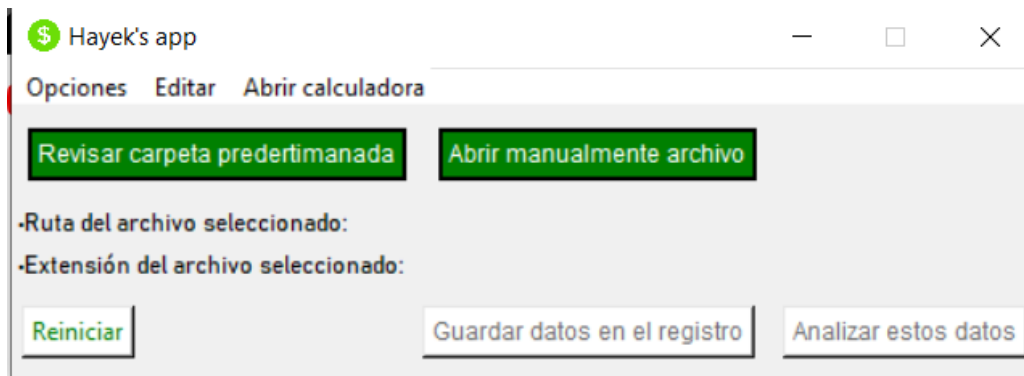 $ Hayek's app
Opciones Editar Abrir calculadora
Revisar carpeta predertimanada Abrir manualmente archivo
·Ruta del archivo seleccionado:
·Extensión del archivo seleccionado:
Reiniciar Guardar datos en el registro Analizar estos datos